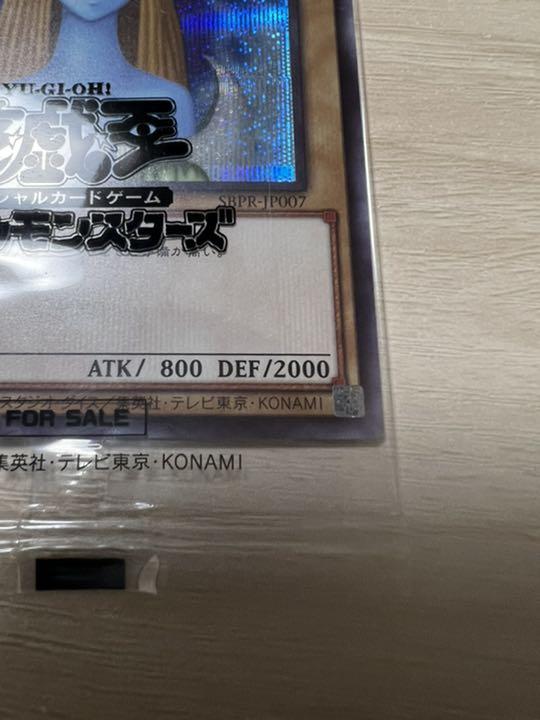 YU-GI-OH!
戯王
シャルカードゲーム
SBPR-JP007
モンスターズ
い。
ATK/ 800 DEF/2000
スタジオ・ダイス／集英社・テレビ東京・KONAMI
FOR SALE
集英社・テレビ東京・KONAMI